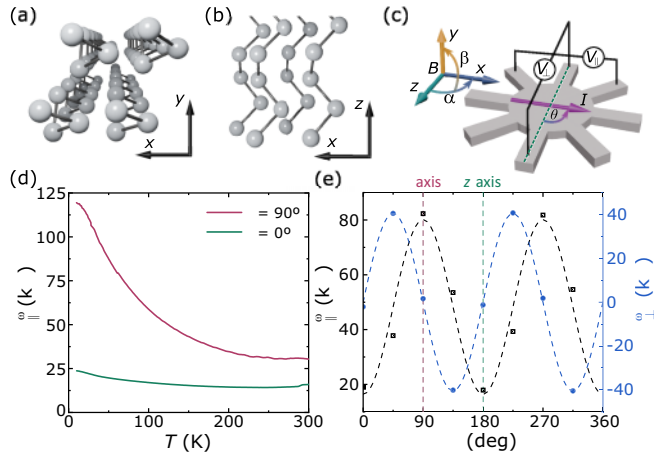 (a)
y
x
(b)
z
x
(c)
y
β
B
x
z
α
V⊥
V||
I
θ
(d)
125
100
75
50
25
0
|| (k
= 90º
= 0º
0
100
200
300
T (K)
(e)
axis
z axis
80
60
40
20
|| (k
40
20
0
-20
-40
⊥ (k
0
90
180
270
360
(deg)